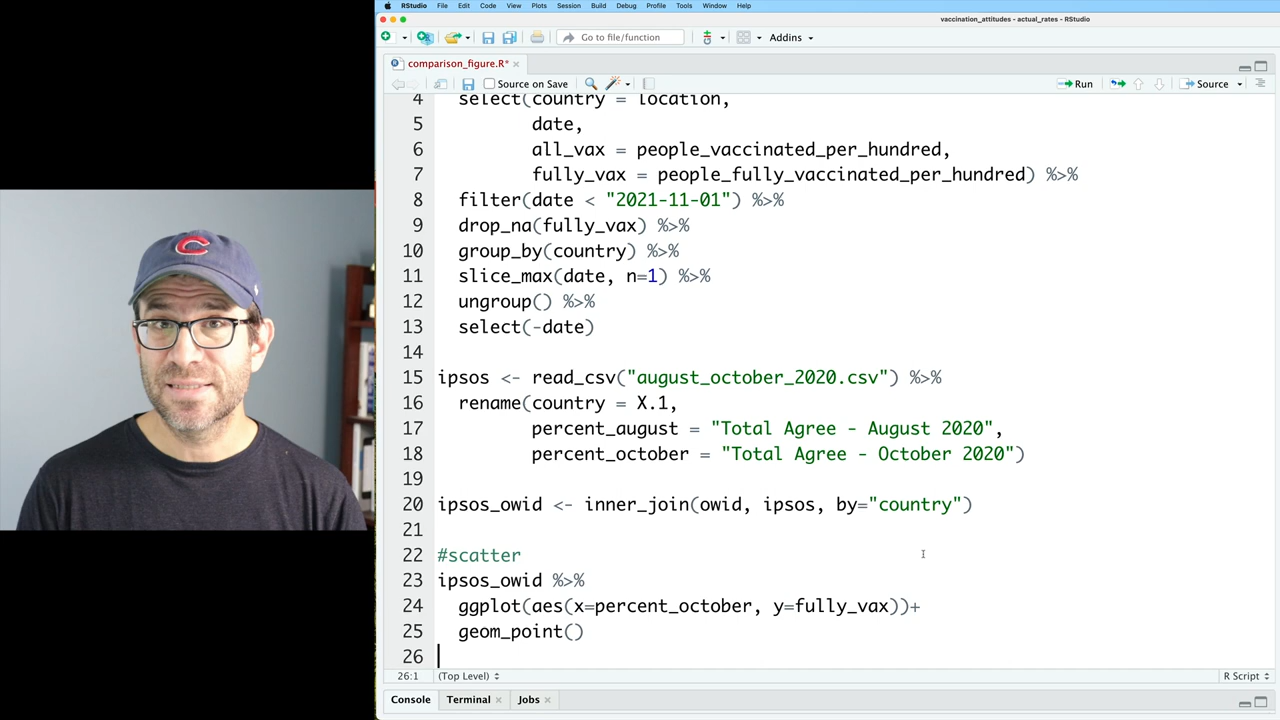 RStudio File Edit Code View Plots Session Build Debug Profile Tools Window Help
vaccination_attitudes - actual_rates - RStudio
Go to file/function Addins
comparison_figure.R*
Source on Save Run Source
4 select(country = location,
5 date,
6 all_vax = people_vaccinated_per_hundred,
7 fully_vax = people_fully_vaccinated_per_hundred) %>%
8 filter(date < "2021-11-01") %>%
9 drop_na(fully_vax) %>%
10 group_by(country) %>%
11 slice_max(date, n=1) %>%
12 ungroup() %>%
13 select(-date)
14
15 ipsos <- read_csv("august_october_2020.csv") %>%
16 rename(country = X.1,
17 percent_august = "Total Agree - August 2020",
18 percent_october = "Total Agree - October 2020")
19
20 ipsos_owid <- inner_join(owid, ipsos, by="country")
21
22 #scatter
23 ipsos_owid %>%
24 ggplot(aes(x=percent_october, y=fully_vax))+
25 geom_point()
26
26:1 (Top Level) R Script
Console Terminal Jobs
C